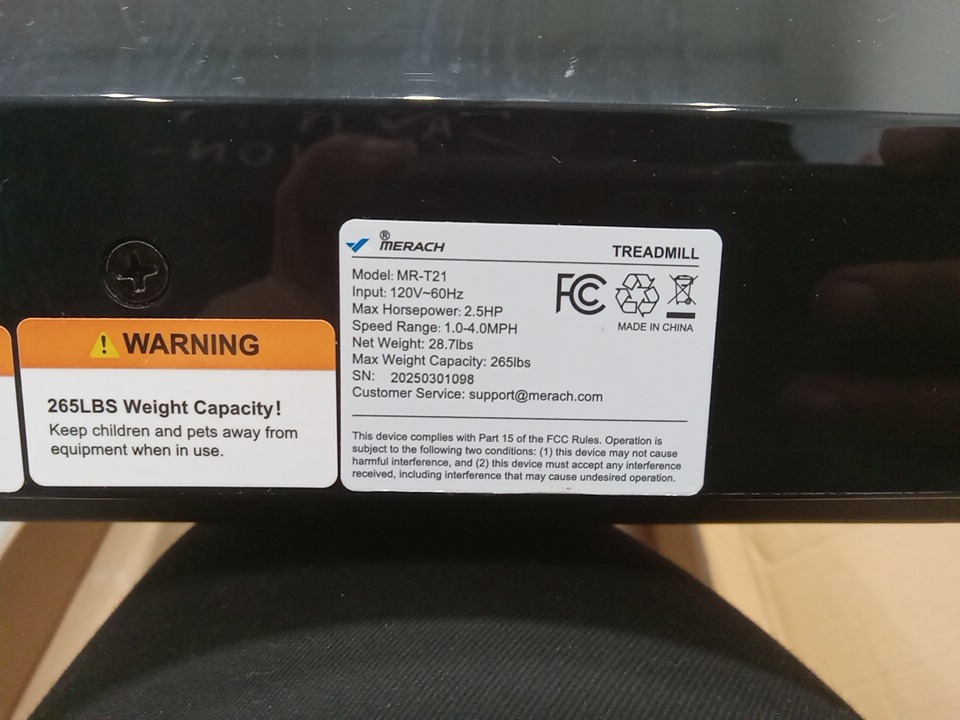 WARNING
265LBS Weight Capacity!
Keep children and pets away from
equipment when in use.
®
MERACH
TREADMILL
Model: MR-T21
Input: 120V~60Hz
Max Horsepower: 2.5HP
Speed Range: 1.0-4.0MPH
Net Weight: 28.7lbs
Max Weight Capacity: 265lbs
SN: 20250301098
Customer Service: support@merach.com
FC
MADE IN CHINA
This device complies with Part 15 of the FCC Rules. Operation is
subject to the following two conditions: (1) this device may not cause
harmful interference, and (2) this device must accept any interference
received, including interference that may cause undesired operation.